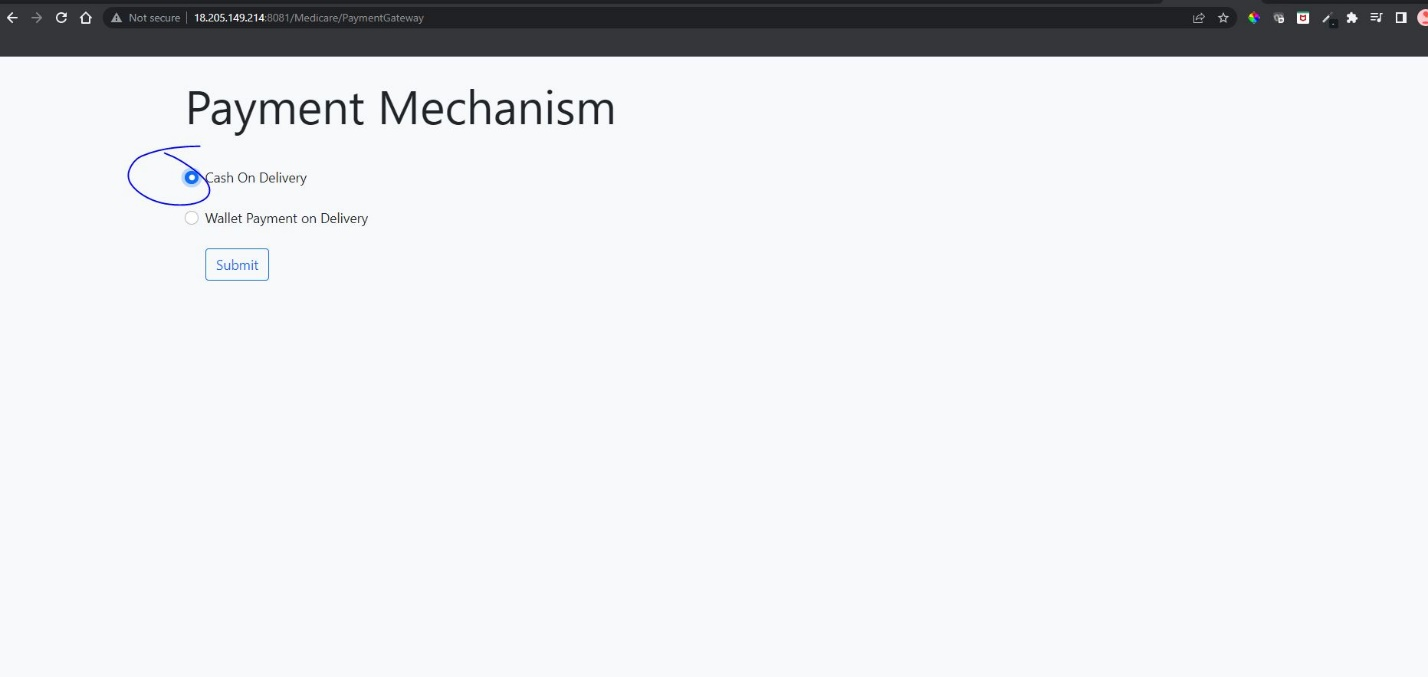 Not secure 18.205.149.214:8081/Medicare/PaymentGateway
Payment Mechanism
Cash On Delivery
Wallet Payment on Delivery
Submit